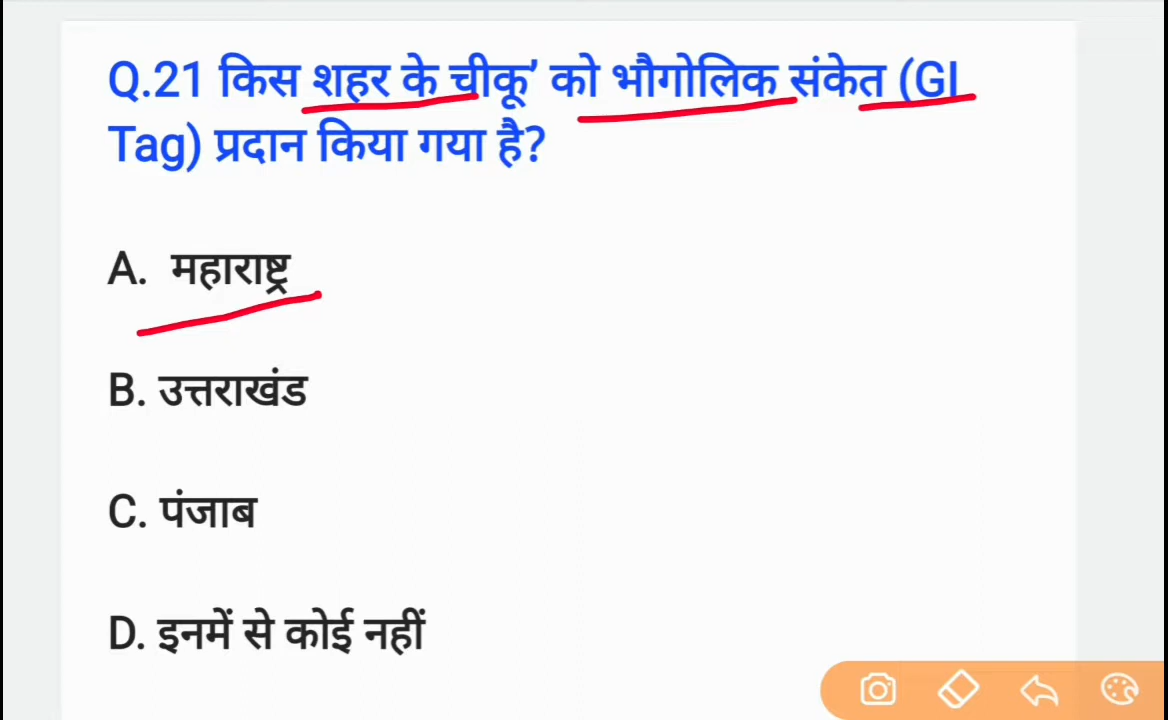 Q.21 किस शहर के चीकू’ को भौगोलिक संकेत (GI
Tag) प्रदान किया गया है?
A. महाराष्ट्र
B. उत्तराखंड
C. पंजाब
D. इनमें से कोई नहीं